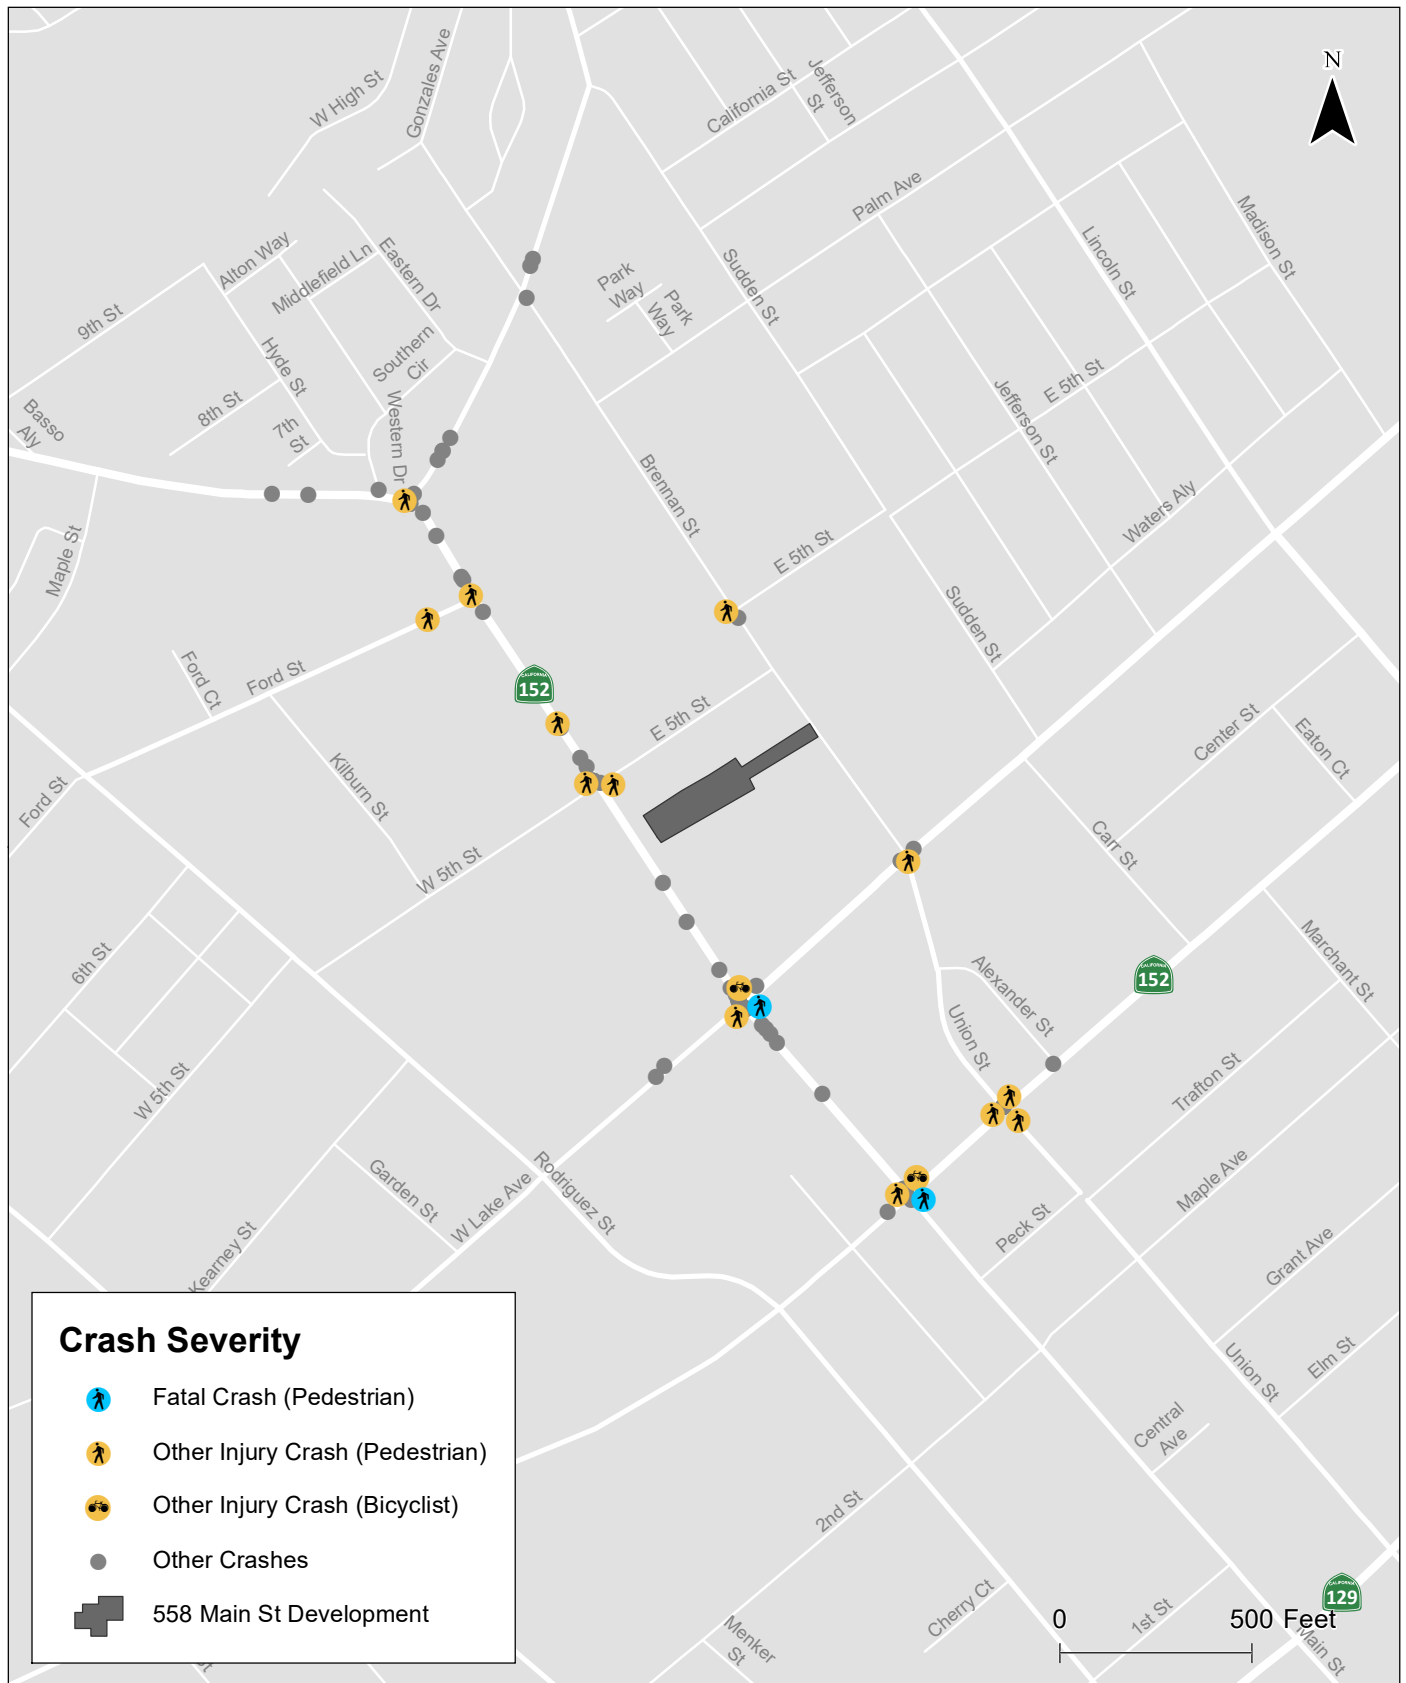 N
W High St
Gonzales Ave
California St
Jefferson
St
Palm Ave
Madison St
Lincoln St
Alton Way
Middlefield Ln
Eastern Dr
Park
Way
Park
Way
Sudden St
9th St
Hyde St
Southern
Cir
8th St
7th
St
Western Dr
Basso
Aly
E 5th St
Jefferson St
Brennan St
Waters Aly
Maple St
E 5th St
Sudden St
Ford Ct
Ford St
CALIFORNIA
152
E 5th St
Center St
Eaton Ct
Ford St
Kilburn St
Carr St
W 5th St
6th St
Marchant St
Alexander St
CALIFORNIA
152
Union St
W 5th St
Trafton St
Garden St
W Lake Ave
Rodriguez St
Maple Ave
Peck St
Kearney St
Grant Ave
Union St
Elm St
Central
Ave
2nd St
Cherry Ct
1st St
Menker
St
Main St
CALIFORNIA
129
St
0
500 Feet
Crash Severity
Fatal Crash (Pedestrian)
Other Injury Crash (Pedestrian)
Other Injury Crash (Bicyclist)
Other Crashes
558 Main St Development